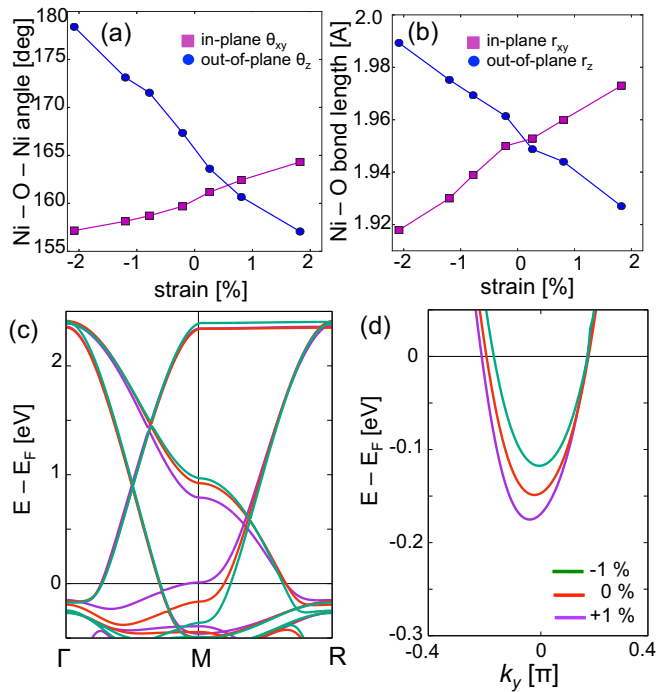 (a)
in-plane θxy
out-of-plane θz
Ni – O – Ni angle [deg]
180
175
170
165
160
155
-2
-1
0
1
2
strain [%]
(b)
in-plane rxy
out-of-plane rz
Ni – O bond length [A]
2.00
1.98
1.96
1.94
1.92
-2
-1
0
1
2
strain [%]
(c)
E – EF [eV]
2
1
0
Γ
M
R
(d)
E – EF [eV]
0
-0.1
-0.2
-0.3
-1 %
0 %
+1 %
-0.4
0
0.4
ky [π]